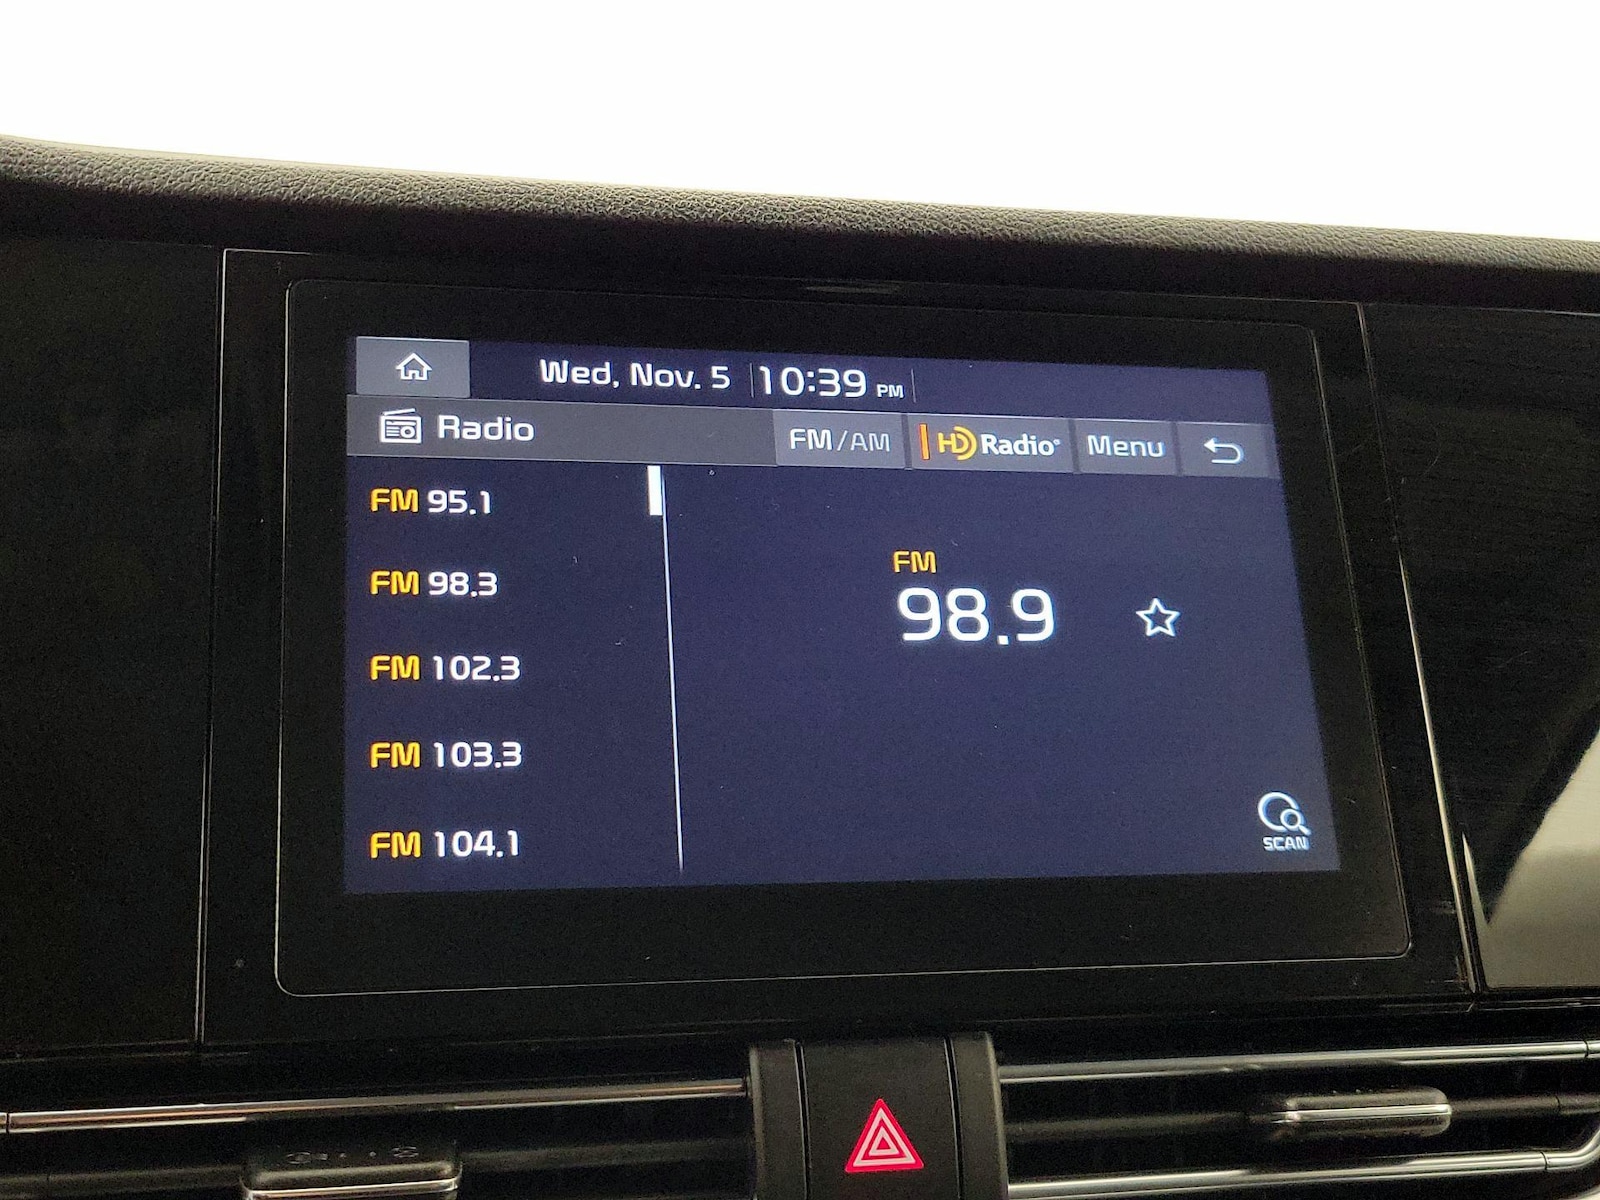 Wed, Nov. 5 10:39 PM
Radio FM/AM HD Radio® Menu
FM 95.1
FM 98.3
FM 102.3
FM 103.3
FM 104.1
FM
98.9
SCAN